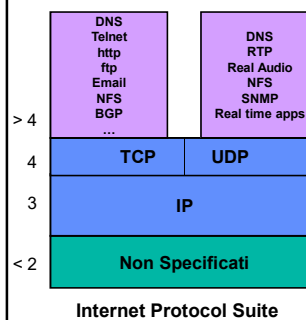 DNS
Telnet
http
ftp
Email
NFS
BGP
...
DNS
RTP
Real Audio
NFS
SNMP
Real time apps
> 4
4
TCP
UDP
3
IP
< 2
Non Specificati
Internet Protocol Suite